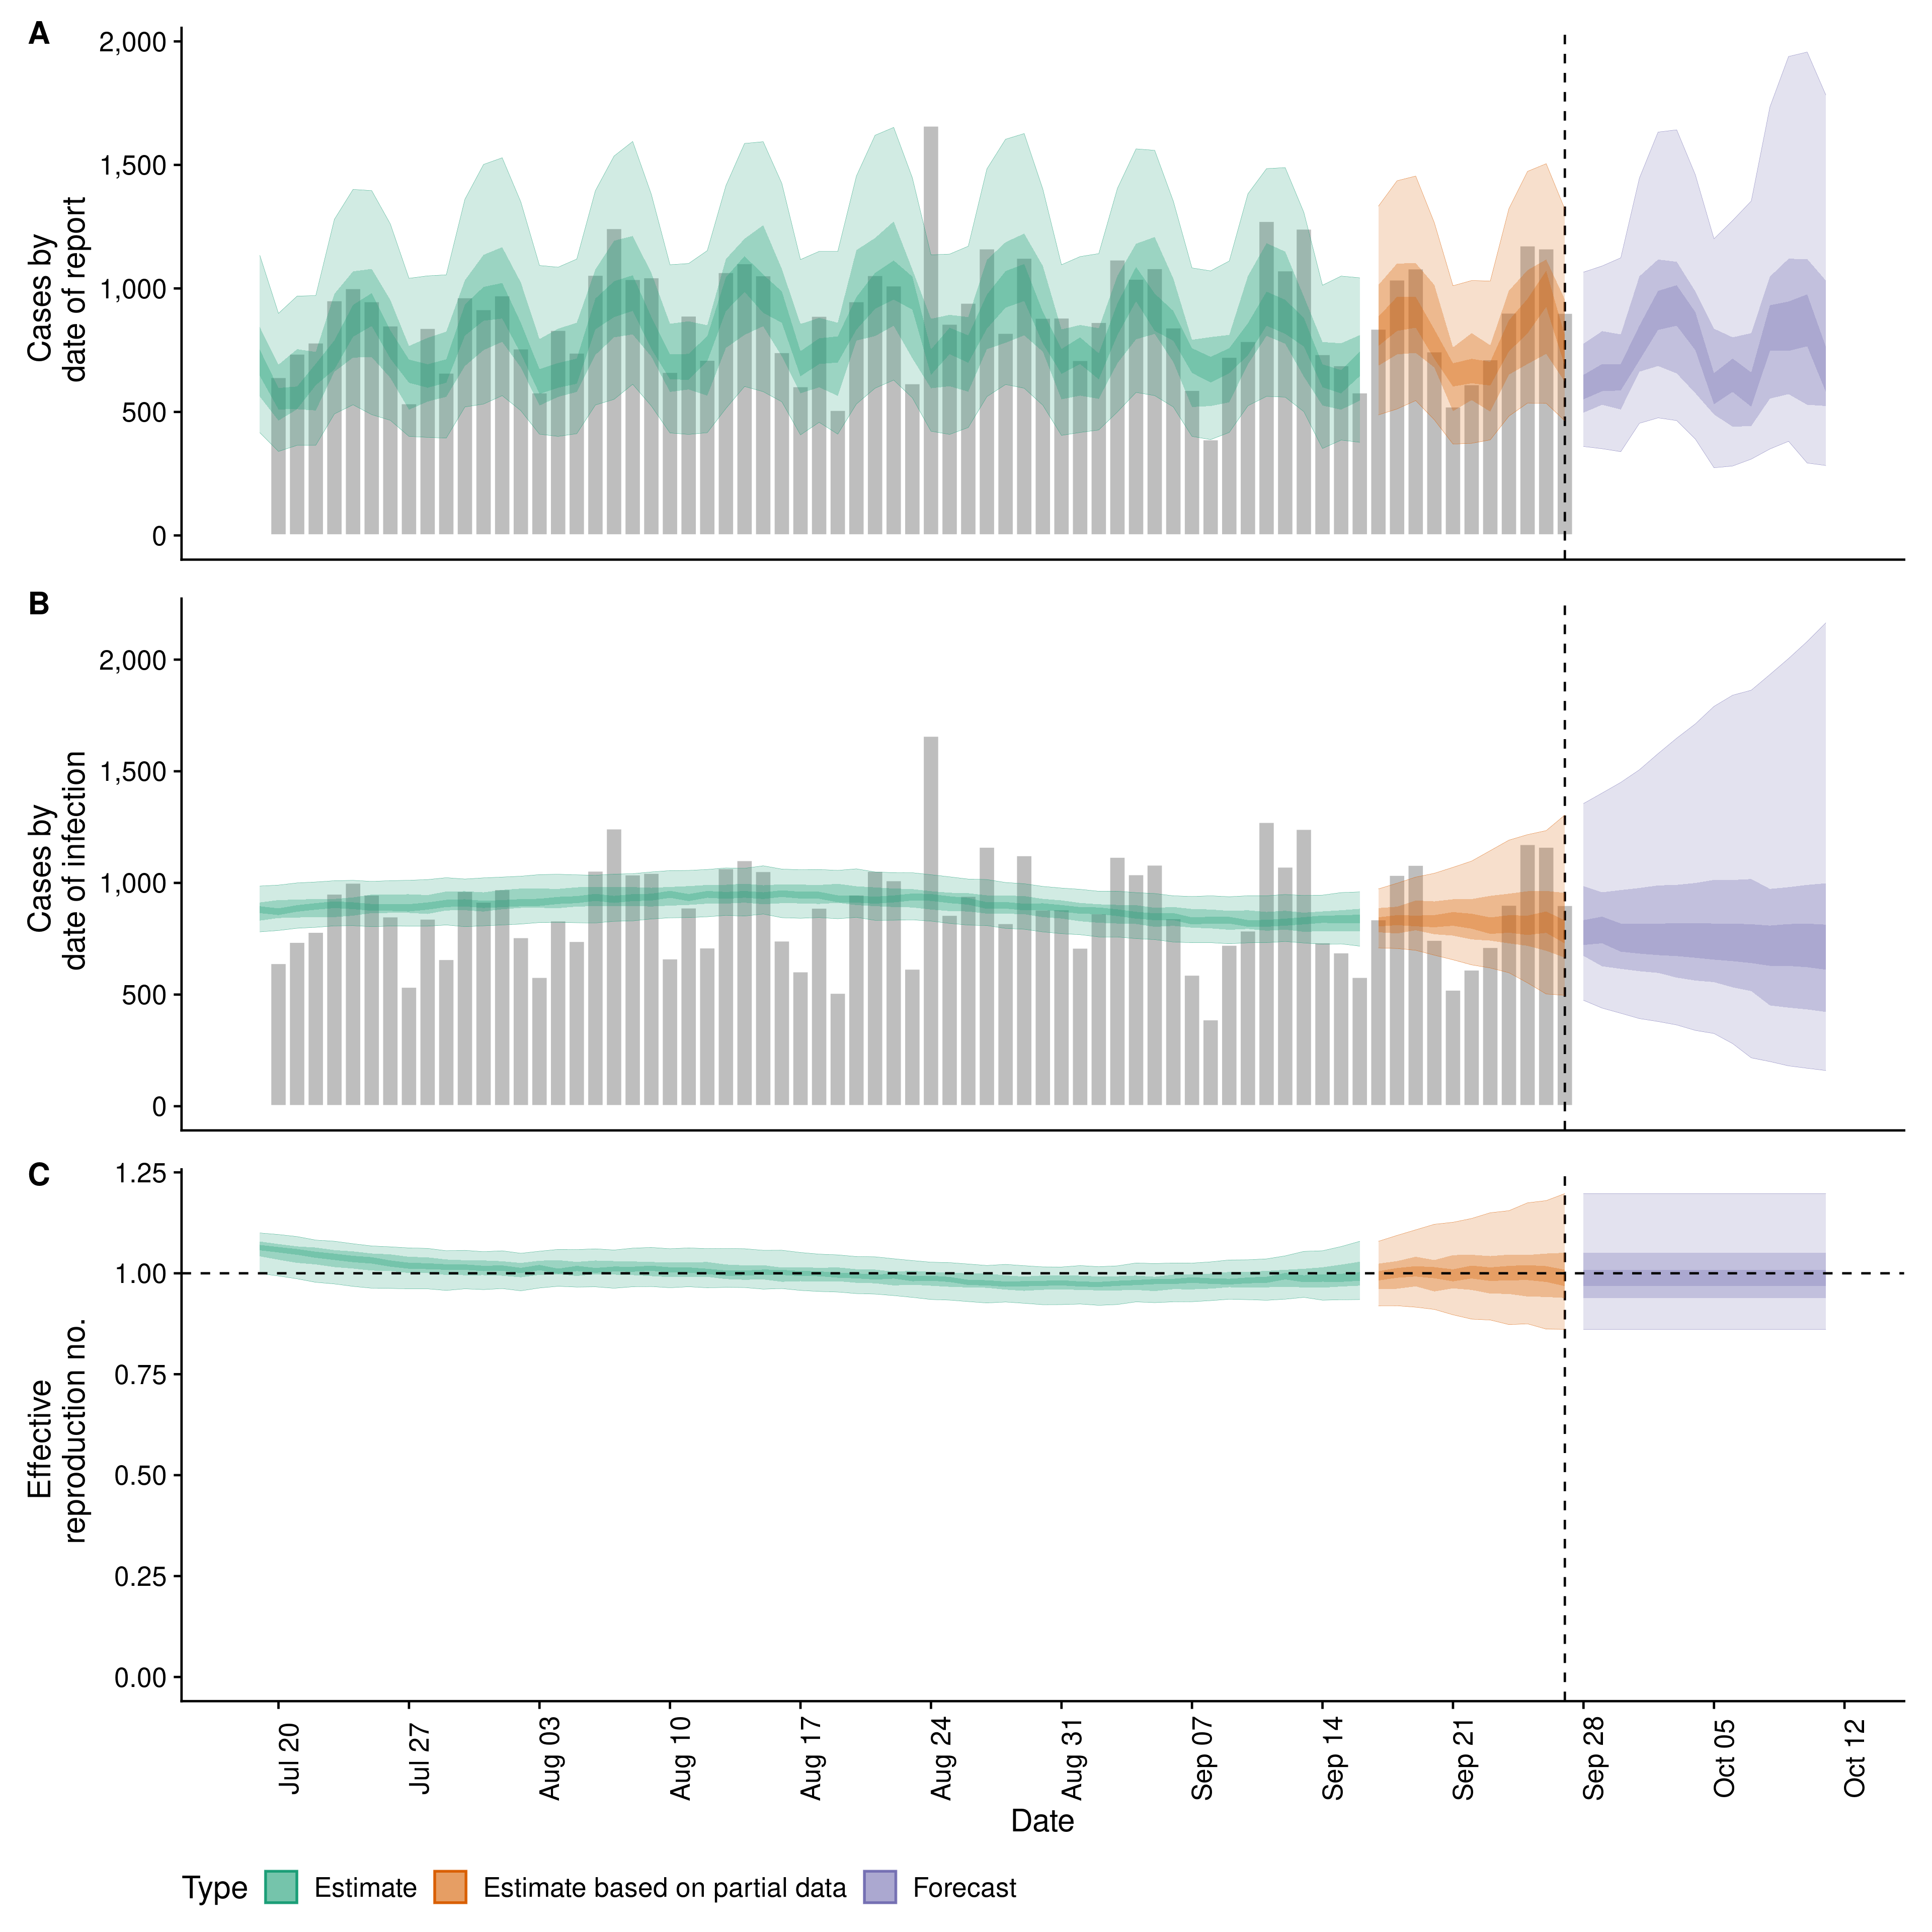 A
Cases by
date of report
2,000
1,500
1,000
500
0
B
Cases by
date of infection
2,000
1,500
1,000
500
0
C
Effective
reproduction no.
1.25
1.00
0.75
0.50
0.25
0.00
Jul 20
Jul 27
Aug 03
Aug 10
Aug 17
Aug 24
Aug 31
Sep 07
Sep 14
Sep 21
Sep 28
Oct 05
Oct 12
Date
Type Estimate Estimate based on partial data Forecast